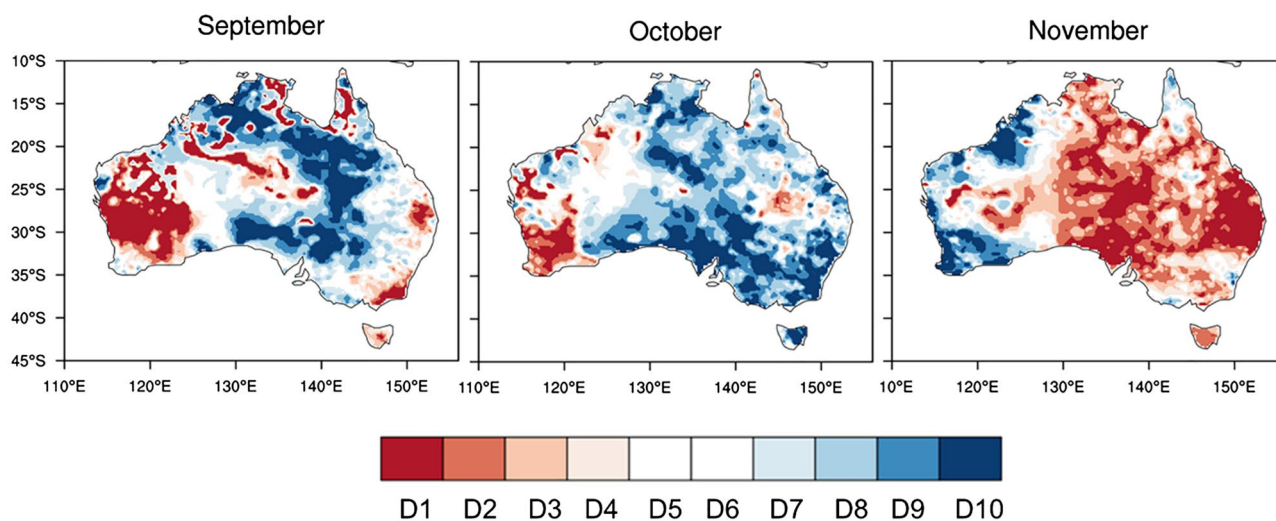 September October November
10°S
15°S
20°S
25°S
30°S
35°S
40°S
45°S
110°E 120°E 130°E 140°E 150°E 110°E 120°E 130°E 140°E 150°E 10°E 120°E 130°E 140°E 150°E
D1 D2 D3 D4 D5 D6 D7 D8 D9 D10